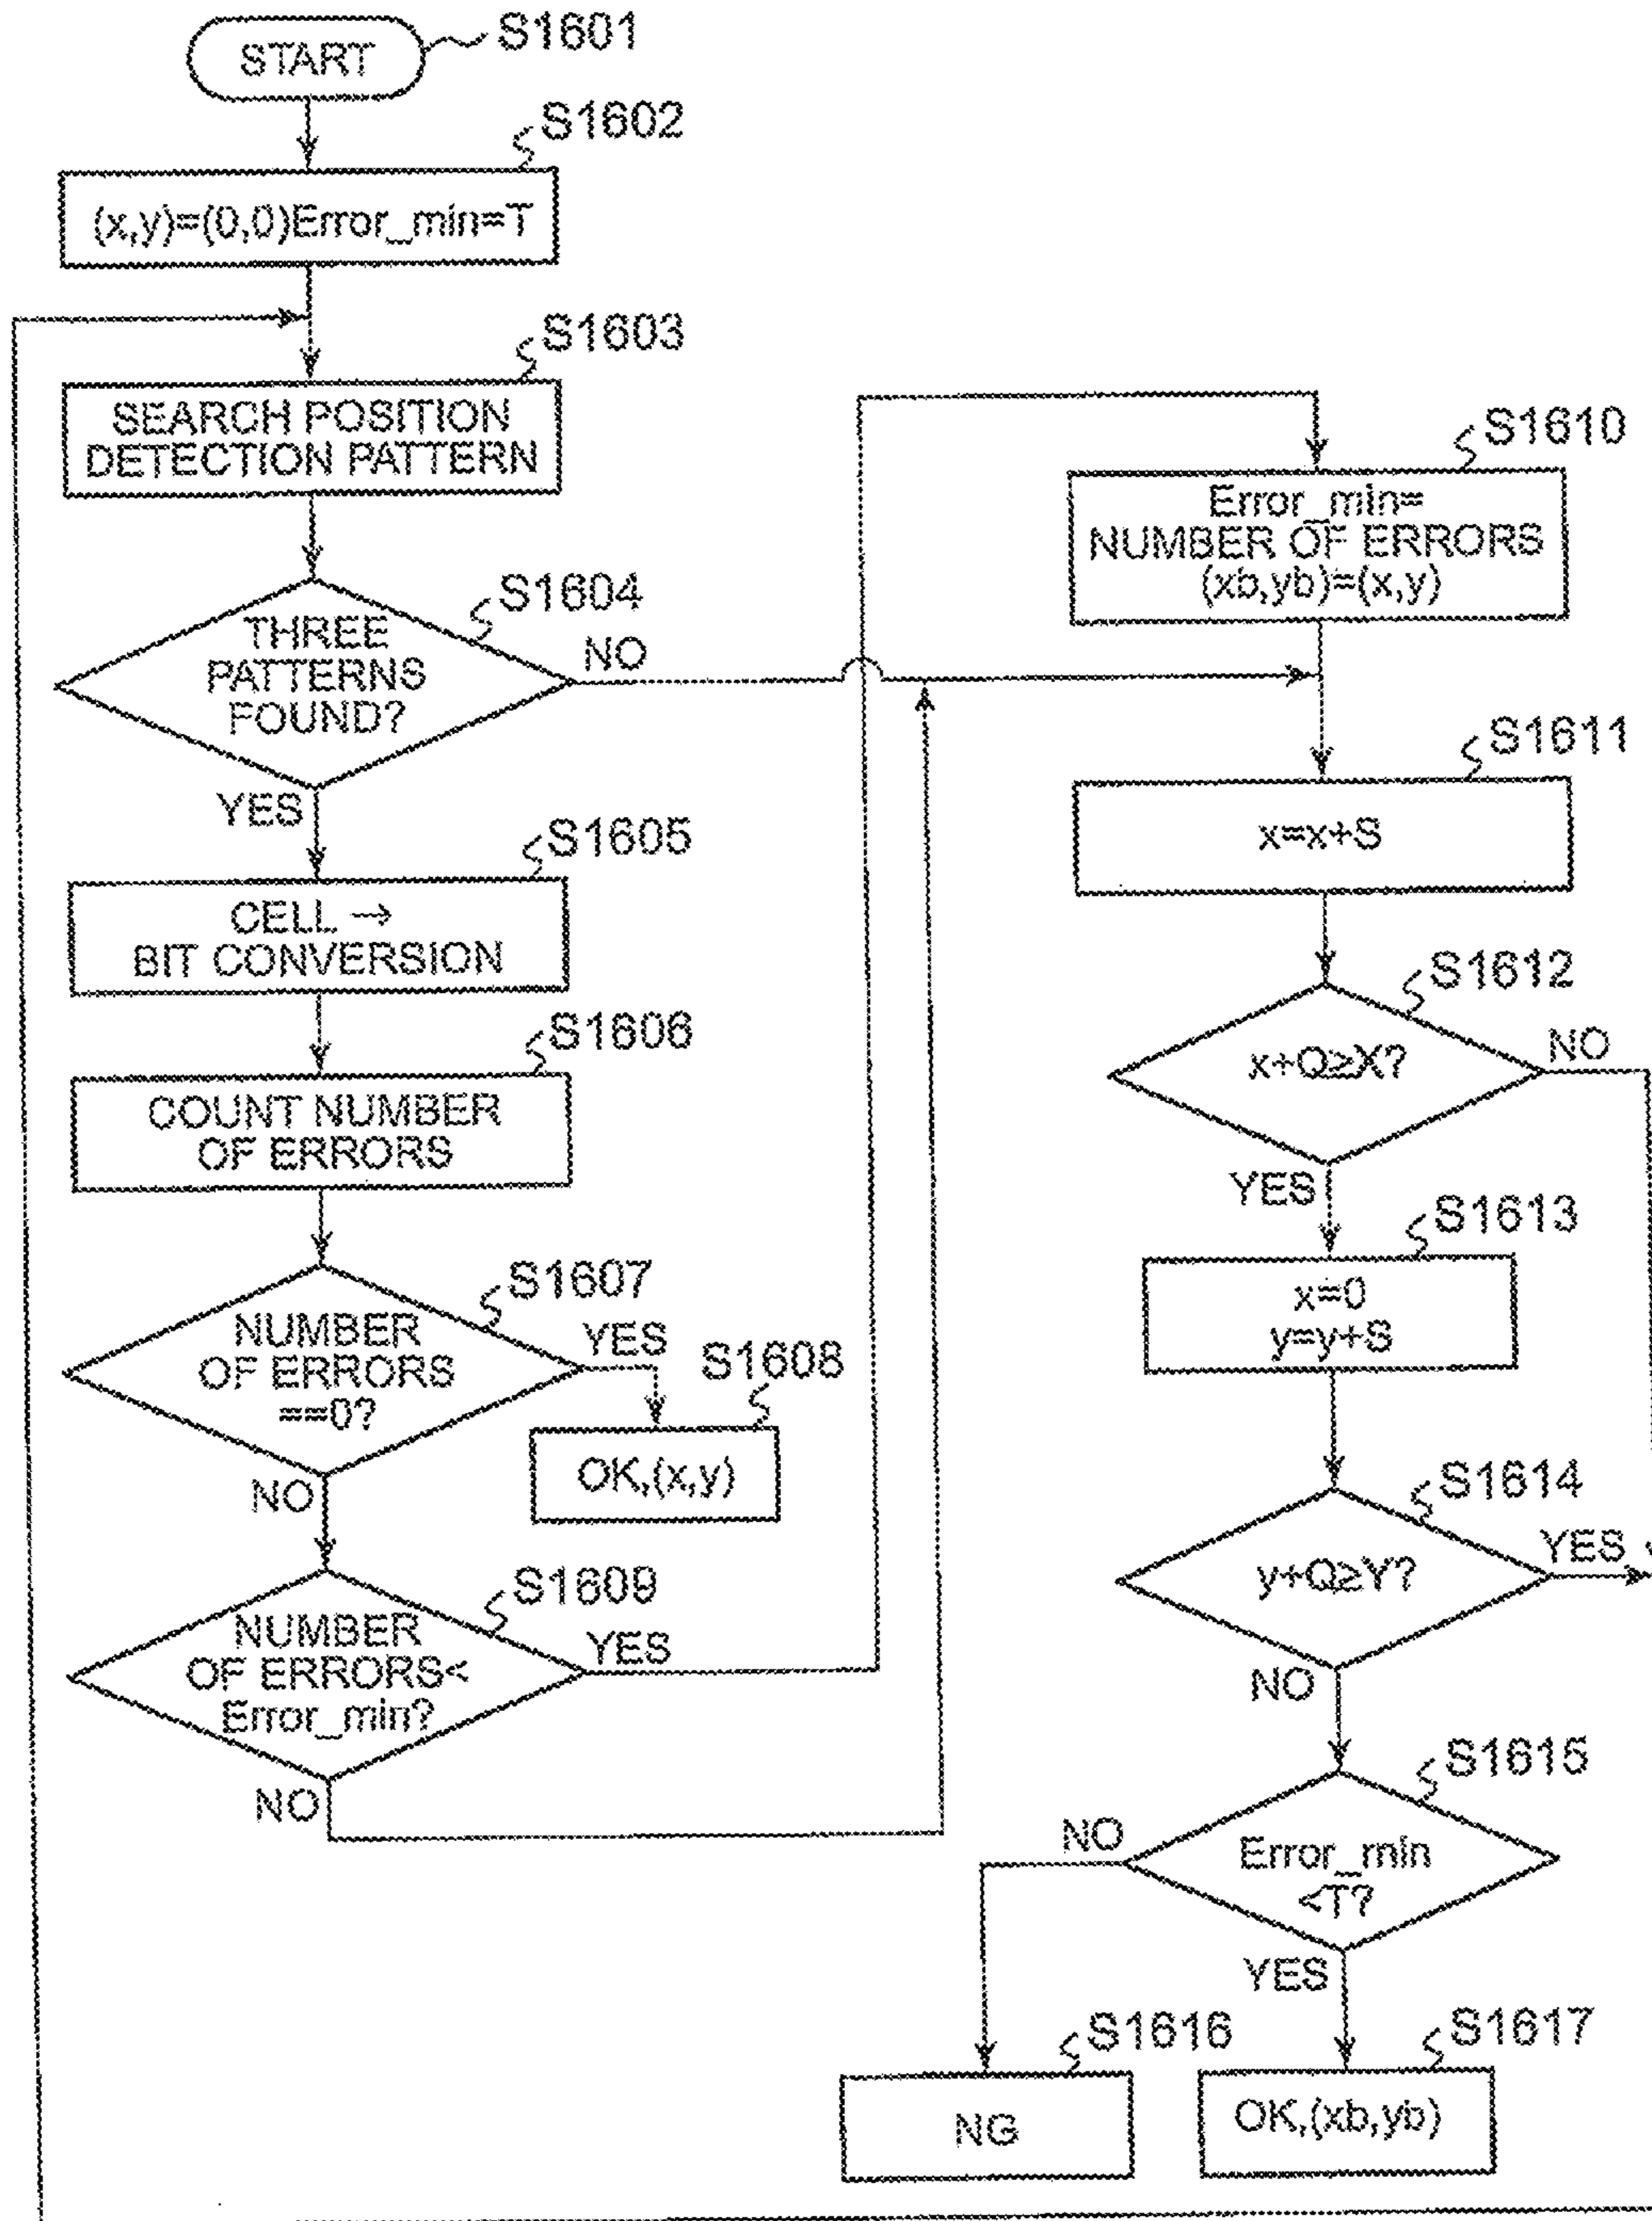 START
S1601
S1602
(x,y)=(0,0)Error_min=T
S1603
SEARCH POSITION
DETECTION PATTERN
S1604
THREE
PATTERNS
FOUND?
NO
YES
S1605
CELL →
BIT CONVERSION
S1606
COUNT NUMBER
OF ERRORS
S1607
NUMBER
OF ERRORS
==0?
YES
S1608
OK,(x,y)
NO
S1609
NUMBER
OF ERRORS<
Error_min?
YES
NO
S1610
Error_min=
NUMBER OF ERRORS
(xb,yb)=(x,y)
S1611
x=x+S
S1612
x+Q≥X?
NO
YES
S1613
x=0
y=y+S
S1614
y+Q≥Y?
YES
NO
S1615
Error_min
<T?
NO
YES
S1616
NG
S1617
OK,(xb,yb)